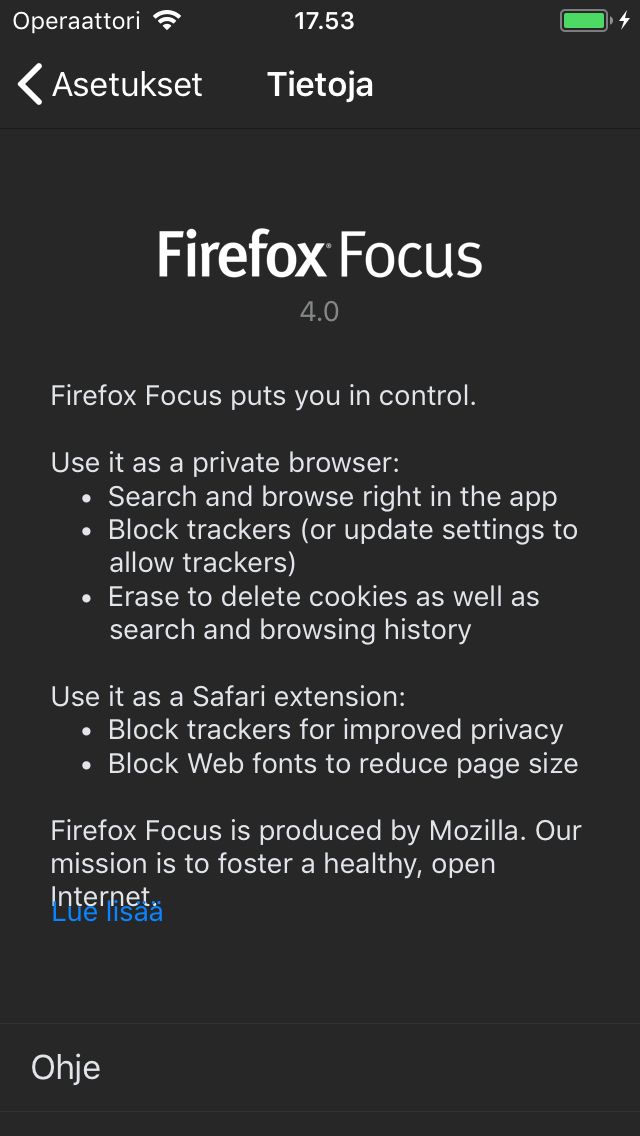 Operaattori 17.53
Asetukset Tietoja
Firefox Focus
4.0
Firefox Focus puts you in control.
Use it as a private browser:
• Search and browse right in the app
• Block trackers (or update settings to
allow trackers)
• Erase to delete cookies as well as
search and browsing history
Use it as a Safari extension:
• Block trackers for improved privacy
• Block Web fonts to reduce page size
Firefox Focus is produced by Mozilla. Our
mission is to foster a healthy, open
Internet.
Lue lisää
Ohje